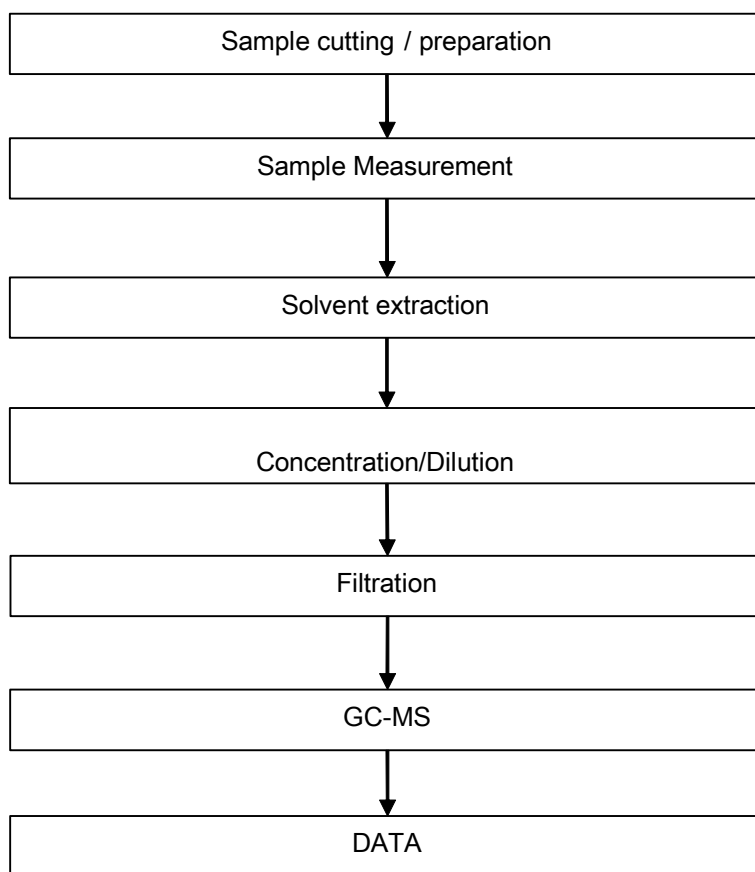 Sample cutting / preparation
Sample Measurement
Solvent extraction
Concentration/Dilution
Filtration
GC-MS
DATA